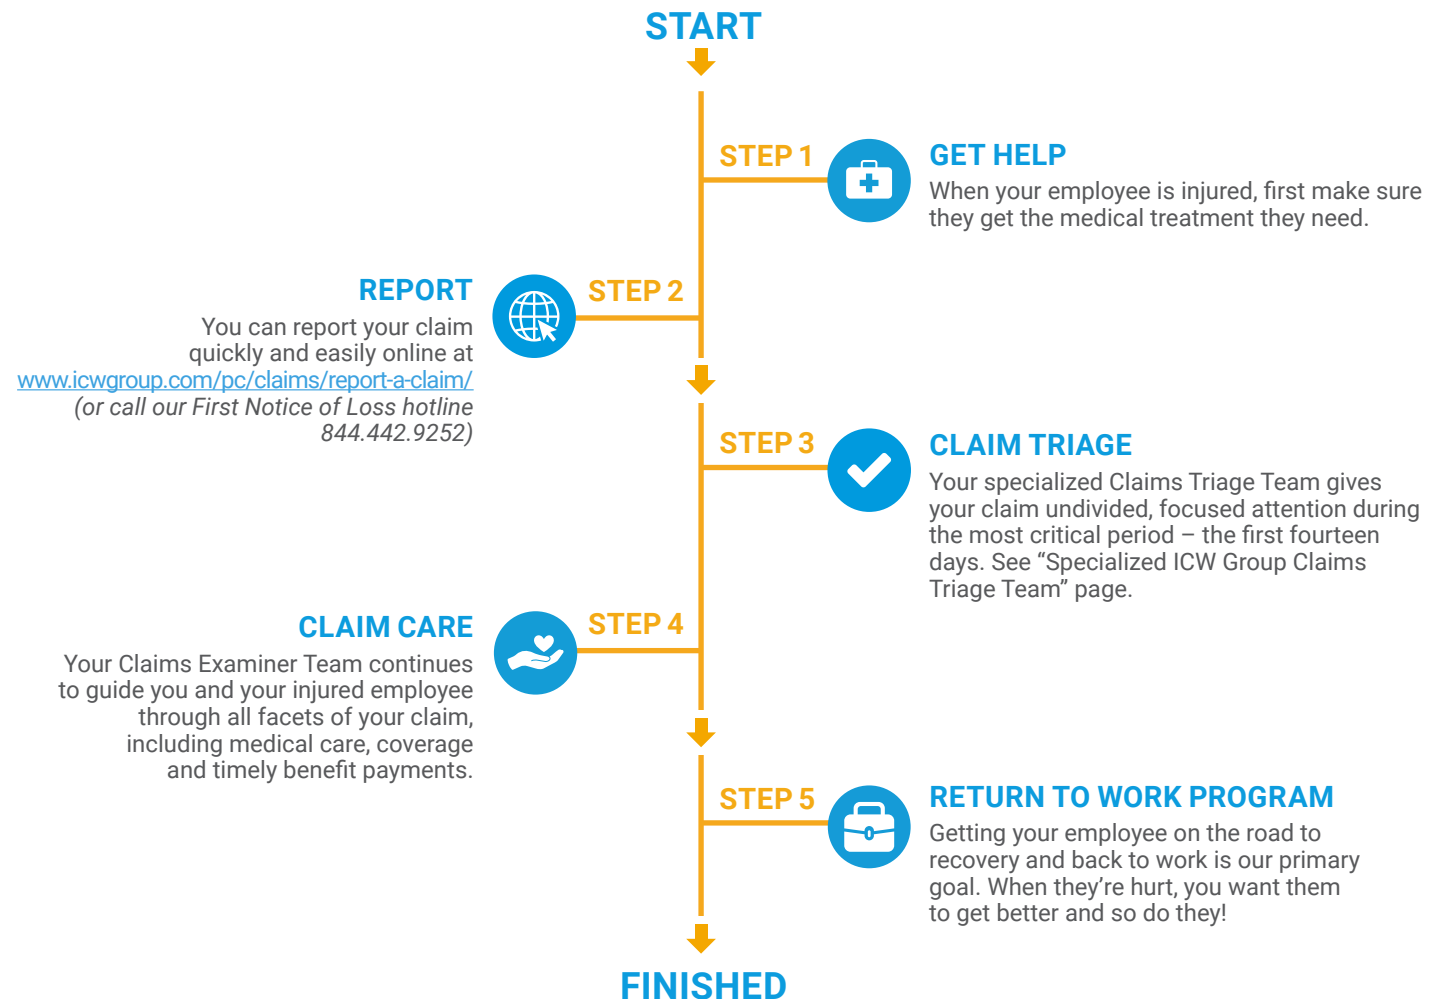 START
STEP 1
GET HELP
When your employee is injured, first make sure
they get the medical treatment they need.
STEP 2
REPORT
You can report your claim
quickly and easily online at
www.icwgroup.com/pc/claims/report-a-claim/
(or call our First Notice of Loss hotline
844.442.9252)
STEP 3
CLAIM TRIAGE
Your specialized Claims Triage Team gives
your claim undivided, focused attention during
the most critical period – the first fourteen
days. See “Specialized ICW Group Claims
Triage Team” page.
STEP 4
CLAIM CARE
Your Claims Examiner Team continues
to guide you and your injured employee
through all facets of your claim,
including medical care, coverage
and timely benefit payments.
STEP 5
RETURN TO WORK PROGRAM
Getting your employee on the road to
recovery and back to work is our primary
goal. When they’re hurt, you want them
to get better and so do they!
FINISHED